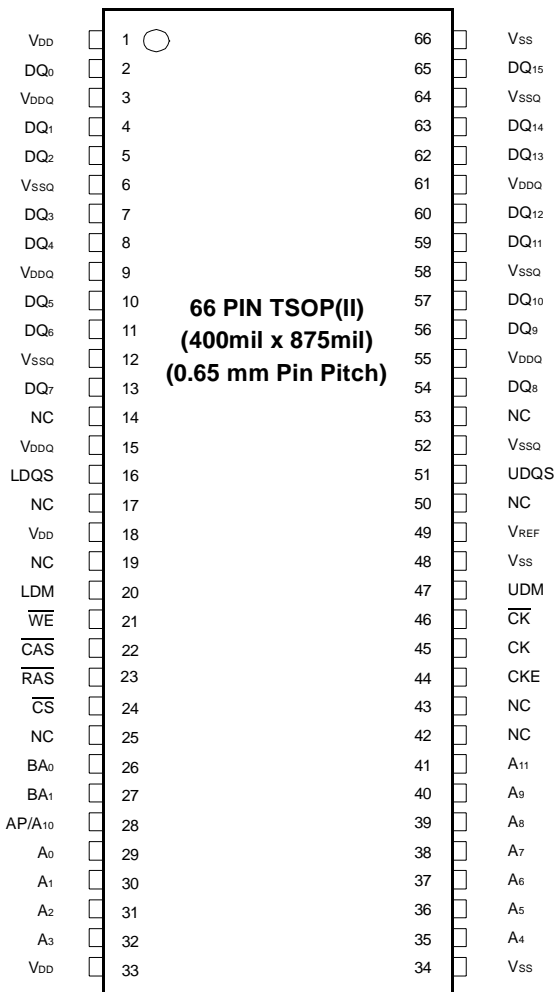 VDD 1 66 VSS
DQ0 2 65 DQ15
VDDQ 3 64 VSSQ
DQ1 4 63 DQ14
DQ2 5 62 DQ13
VSSQ 6 61 VDDQ
DQ3 7 60 DQ12
DQ4 8 59 DQ11
VDDQ 9 58 VSSQ
DQ5 10 57 DQ10
DQ6 11 56 DQ9
VSSQ 12 55 VDDQ
DQ7 13 54 DQ8
NC 14 53 NC
VDDQ 15 52 VSSQ
LDQS 16 51 UDQS
NC 17 50 NC
VDD 18 49 VREF
NC 19 48 VSS
LDM 20 47 UDM
W̅E̅ 21 46 C̅K̅
C̅A̅S̅ 22 45 CK
R̅A̅S̅ 23 44 CKE
C̅S̅ 24 43 NC
NC 25 42 NC
BA0 26 41 A11
BA1 27 40 A9
AP/A10 28 39 A8
A0 29 38 A7
A1 30 37 A6
A2 31 36 A5
A3 32 35 A4
VDD 33 34 VSS
66 PIN TSOP(II)
(400mil x 875mil)
(0.65 mm Pin Pitch)